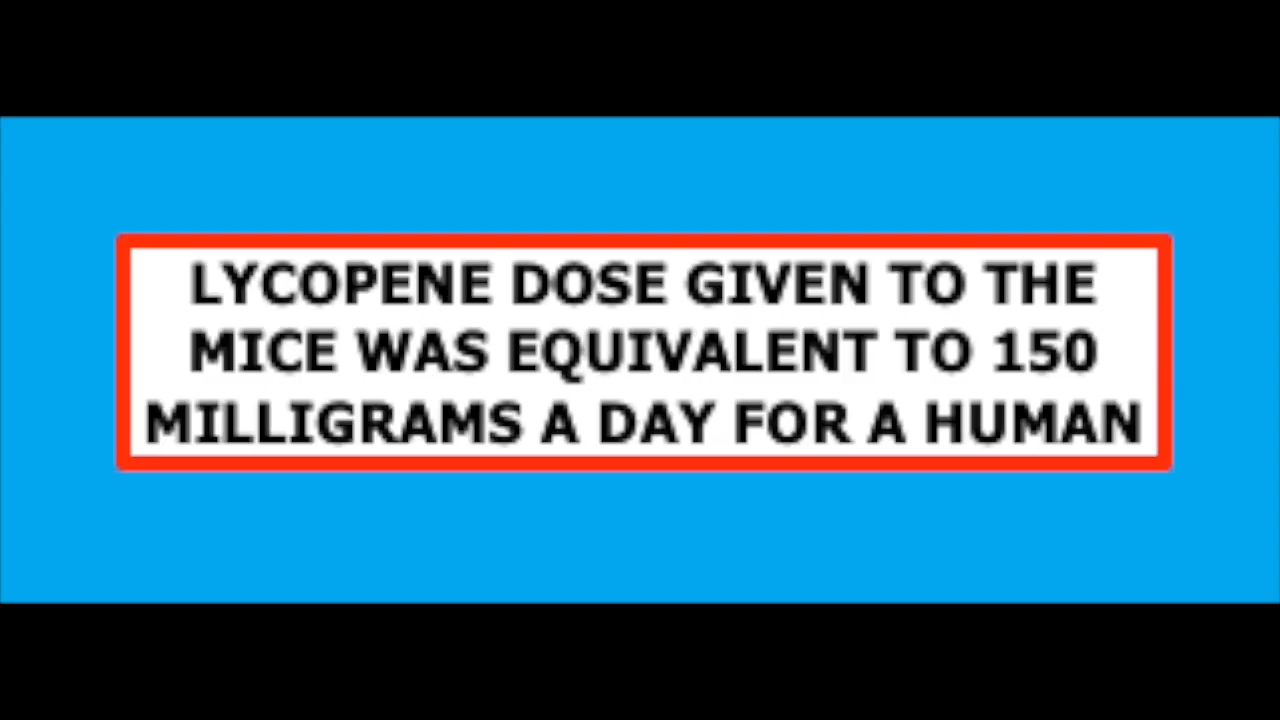 LYCOPENE DOSE GIVEN TO THE
MICE WAS EQUIVALENT TO 150
MILLIGRAMS A DAY FOR A HUMAN